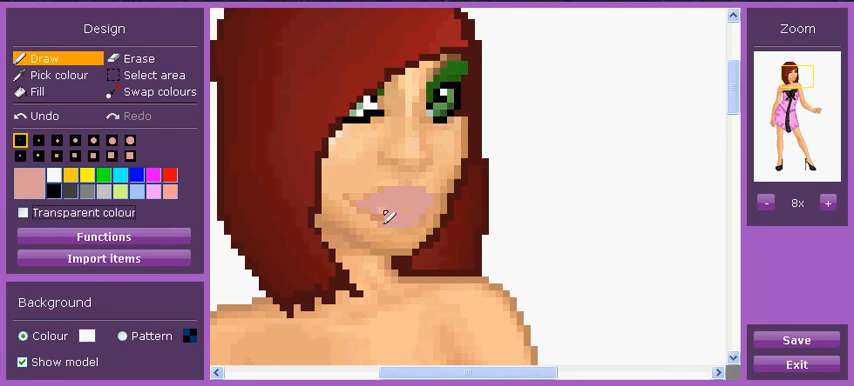 Design
Draw
Erase
Pick colour
Select area
Fill
Swap colours
Undo
Redo
Transparent colour
Functions
Import items
Background
Colour
Pattern
Show model
Zoom
-
8x
+
Save
Exit